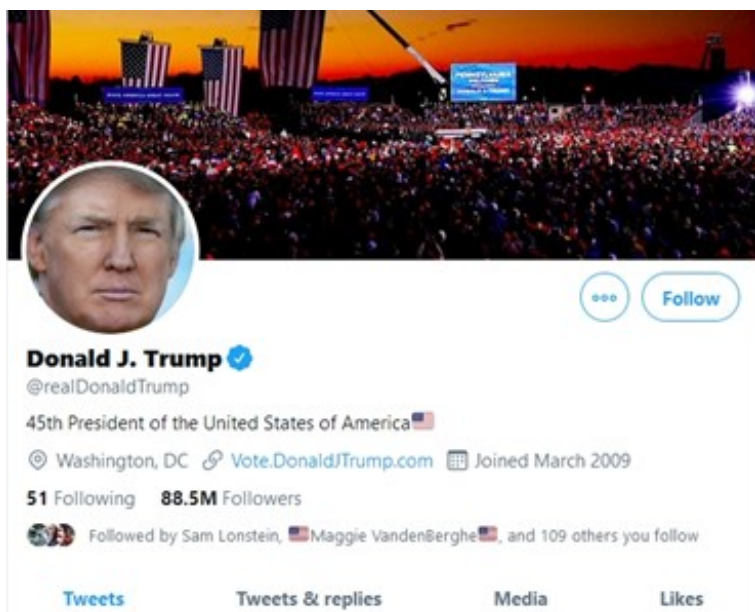 PENNSYLVANIA
Donald J. Trump
@realDonaldTrump
Follow
45th President of the United States of America🇺🇸
Washington, DC Vote.DonaldJTrump.com Joined March 2009
51 Following 88.5M Followers
Followed by Sam Lonstein, 🇺🇸Maggie VandenBerghe🇺🇸, and 109 others you follow
Tweets Tweets & replies Media Likes